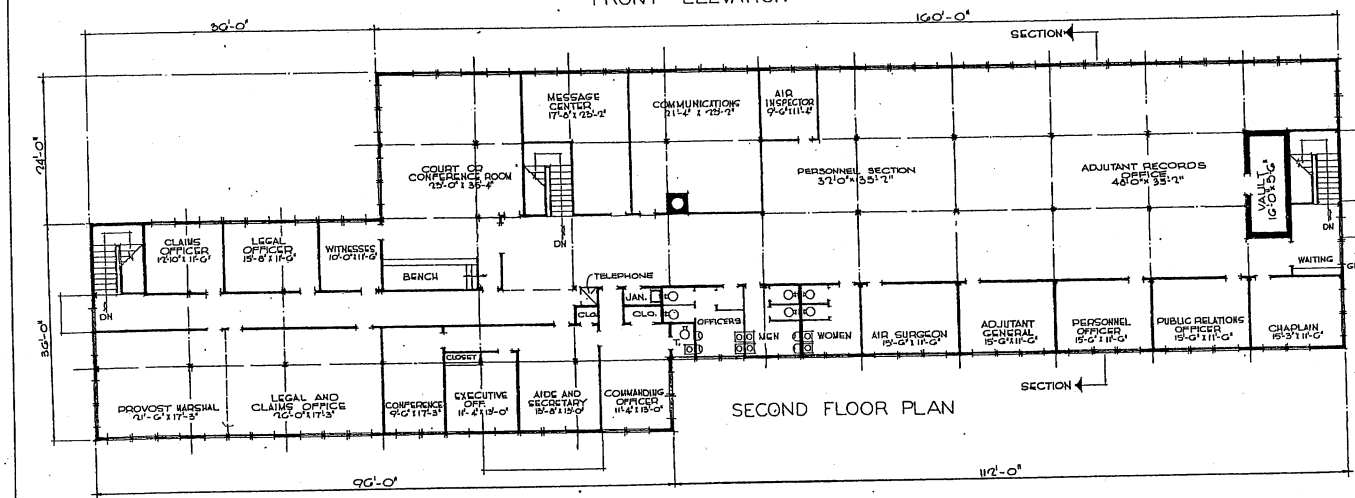 FRONT ELEVATION
30'-0"
160'-0"
SECTION
24'-0"
36'-0"
MESSAGE
CENTER
17'-8" x 23'-2"
COMMUNICATIONS
21'-4" x 23'-2"
AIR
INSPECTOR
9'-6" x 11'-4"
COURT OR
CONFERENCE ROOM
23'-0" x 35'-4"
PERSONNEL SECTION
32'-0" x 35'-2"
ADJUTANT RECORDS
OFFICE
48'-0" x 35'-2"
VAULT
DN
DN
DN
WAITING
CLAIMS
OFFICER
12'-10" x 11'-6"
LEGAL
OFFICER
15'-8" x 11'-6"
WITNESSES
10'-0" x 11'-6"
BENCH
TELEPHONE
JAN.
CLO.
CLO.
T.
OFFICERS
MEN
WOMEN
AIR SURGEON
15'-6" x 11'-6"
ADJUTANT
GENERAL
15'-6" x 11'-6"
PERSONNEL
OFFICER
15'-6" x 11'-6"
PUBLIC RELATIONS
OFFICER
15'-6" x 11'-6"
CHAPLAIN
15'-3" x 11'-6"
CLOSET
PROVOST MARSHAL
21'-6" x 17'-3"
LEGAL AND
CLAIMS OFFICE
26'-0" x 17'-3"
CONFERENCE
9'-6" x 17'-3"
EXECUTIVE
OFF.
11'-4" x 13'-0"
AIDE AND
SECRETARY
13'-8" x 13'-0"
COMMANDING
OFFICER
11'-4" x 13'-0"
SECTION
SECOND FLOOR PLAN
96'-0"
112'-0"